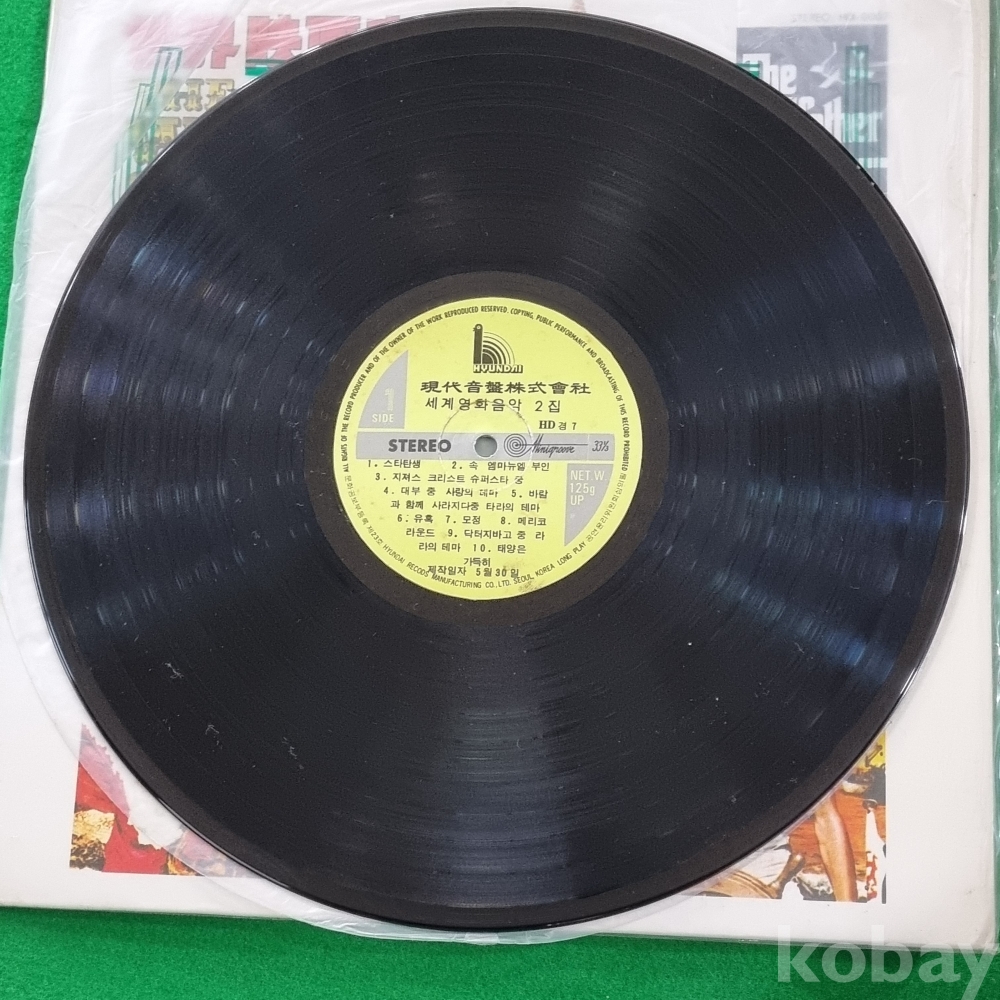 The
ALL RIGHTS OF THE RECORD PRODUCER AND OF THE OWNER OF THE WORK REPRODUCED RESERVED. COPYING, PUBLIC PERFORMANCE AND BROADCASTING OF THIS RECORD PROHIBITED
HYUNDAI
現代音盤株式會社
세계영화음악 2집
1
SIDE
HD경 7
STEREO
Minigroove 33⅓
1. 스타탄생 2. 속 엠마뉴엘 부인
3. 지져스 크리스트 슈퍼스타 중
4. 대부 중 사랑의 테마 5. 바람
과 함께 사라지다중 타라의 테마
6. 유혹 7. 모정 8. 메리코
라운드 9. 닥터지바고 중 라
라의 테마 10. 태양은
가득히
제작일자 5월 30일
NET.W.
125g
UP
HYUNDAI RECODS MANUFACTURING CO., LTD. SEOUL, KOREA. LONG PLAY
kobay